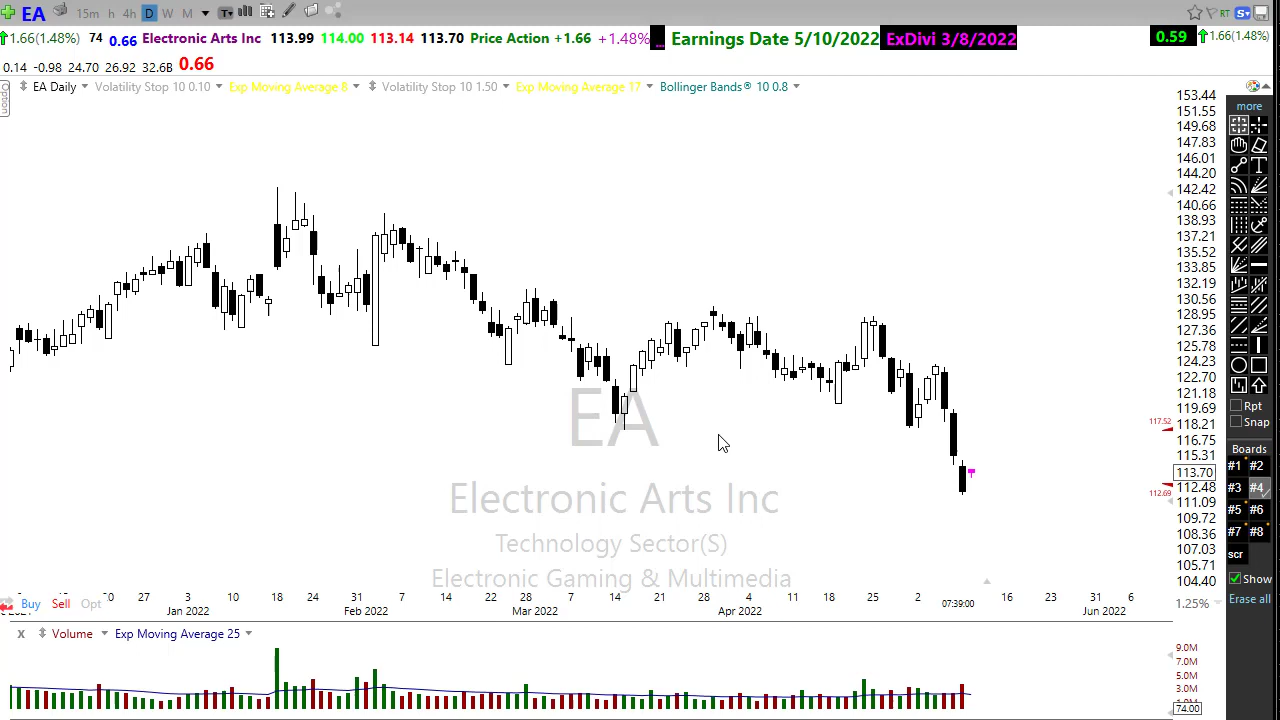 EA 15m h 4h D W M T
1.66(1.48%) 74 0.66 Electronic Arts Inc 113.99 114.00 113.14 113.70 Price Action +1.66 +1.48% ... Earnings Date 5/10/2022 ExDivi 3/8/2022 0.59 1.66(1.48%)
RT S
0.14 -0.98 24.70 26.92 32.6B 0.66
EA Daily Volatility Stop 10 0.10 Exp Moving Average 8 Volatility Stop 10 1.50 Exp Moving Average 17 Bollinger Bands® 10 0.8
Option
153.44
151.55
149.68
147.83
146.01
144.20
142.42
140.66
138.93
137.21
135.52
133.85
132.19
130.56
128.95
127.36
125.78
124.23
122.70
121.18
119.69
118.21
116.75
115.31
113.70
112.48
111.09
109.72
108.36
107.03
105.71
104.40
117.52
112.69
more
T
Rpt
Snap
Boards
#1 #2
#3 #4
#5 #6
#7 #8
scr
Show
Erase all
EA
Electronic Arts Inc
Technology Sector(S)
Electronic Gaming & Multimedia
27 3 10 18 24 Feb 2022 7 14 22 28 7 14 21 28 4 11 18 25 2 07:39:00 16 23 31 6
Jan 2022 Mar 2022 Apr 2022 Jun 2022
1.25%
Buy Sell Opt
X Volume Exp Moving Average 25
9.0M
7.0M
5.0M
3.0M
74.00